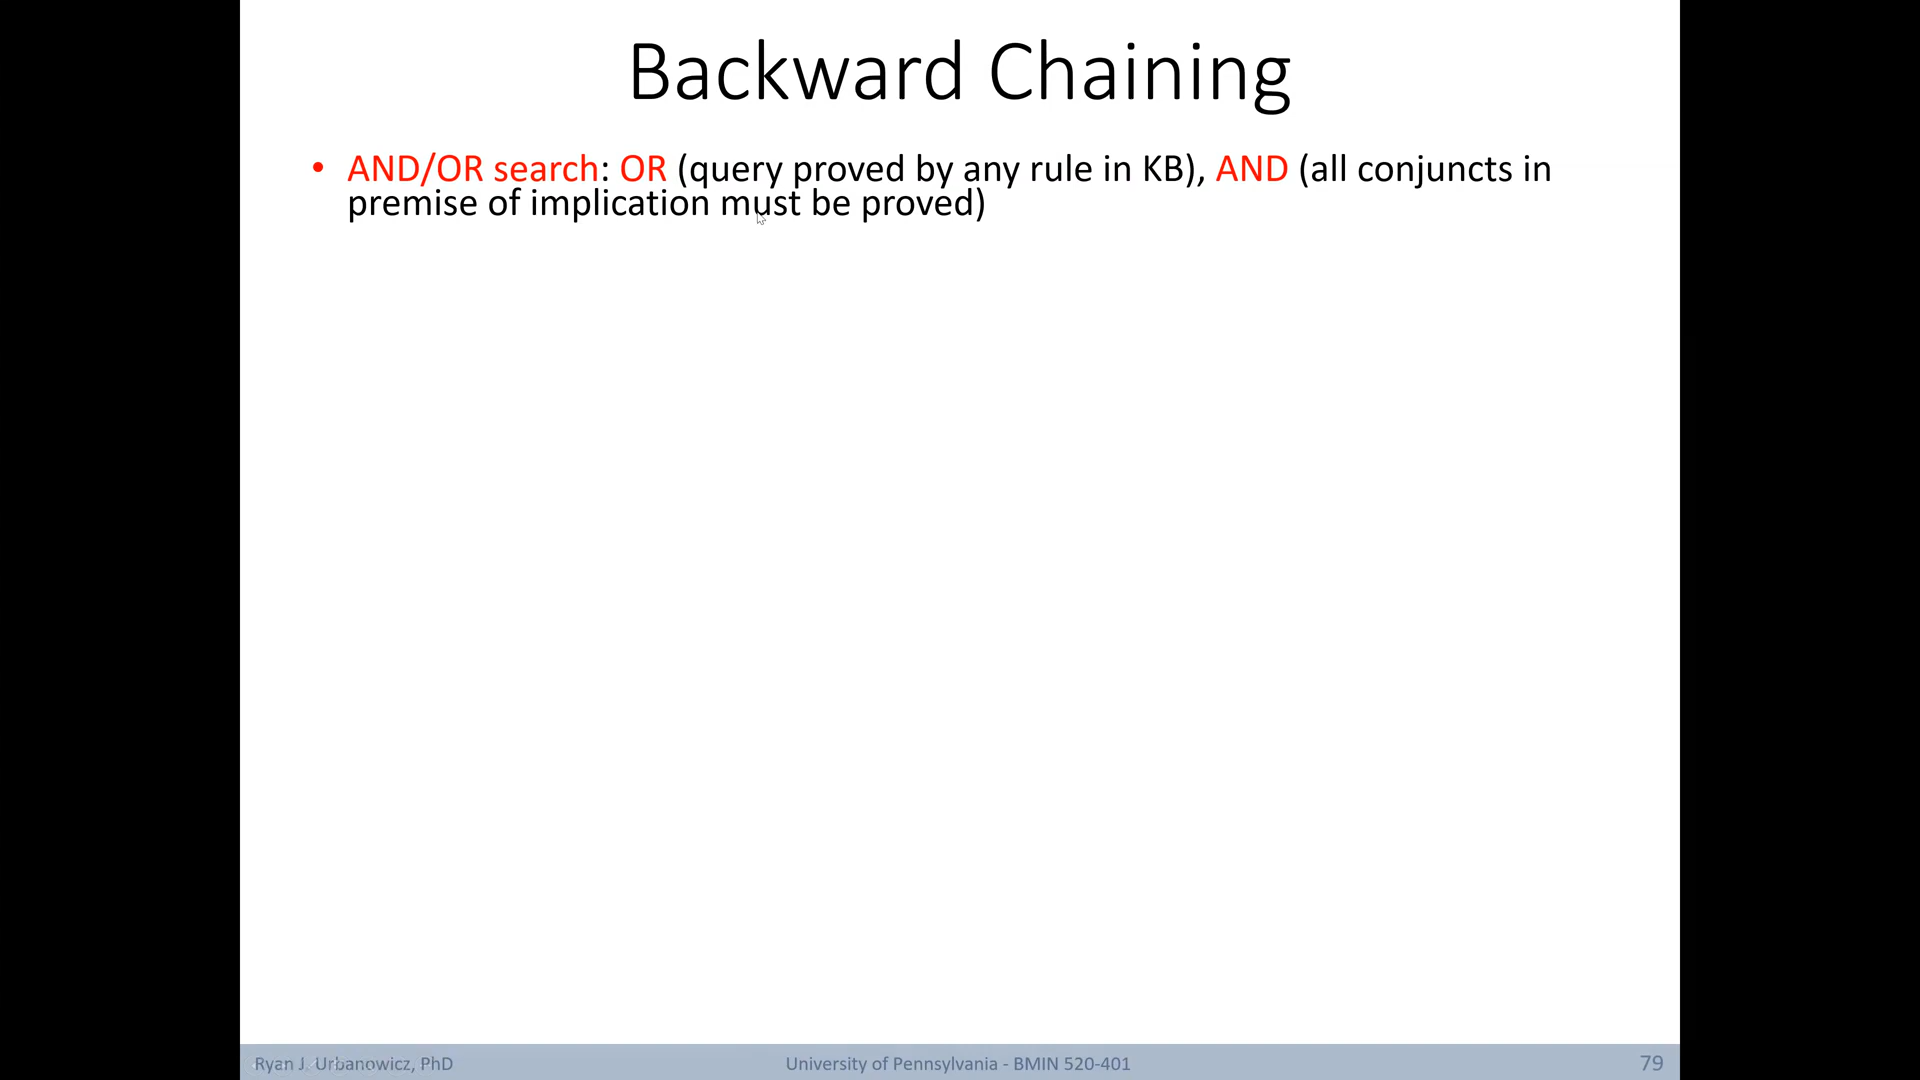 Backward Chaining
• AND/OR search: OR (query proved by any rule in KB), AND (all conjuncts in
premise of implication must be proved)
Ryan J. Urbanowicz, PhD
University of Pennsylvania - BMIN 520-401
79